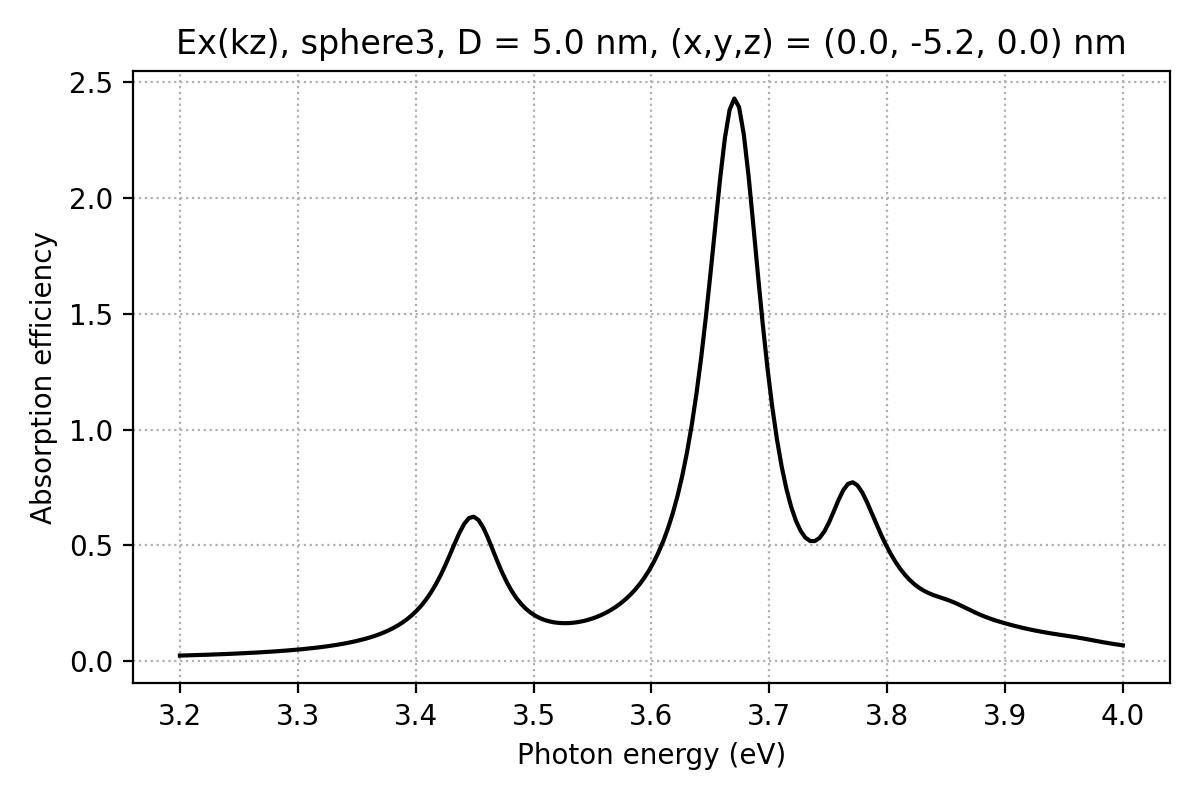 Ex(kz), sphere3, D = 5.0 nm, (x,y,z) = (0.0, -5.2, 0.0) nm
2.5
2.0
1.5
1.0
0.5
0.0
Absorption efficiency
3.2 3.3 3.4 3.5 3.6 3.7 3.8 3.9 4.0
Photon energy (eV)